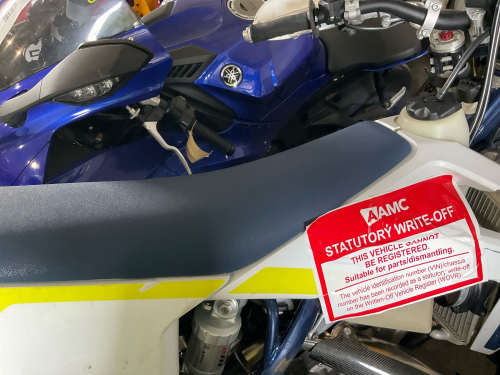 AAMC
STATUTORY WRITE-OFF
THIS VEHICLE CANNOT
BE REGISTERED.
Suitable for parts/dismantling.
The vehicle identification number (VIN)/chassis
number has been recorded as a statutory write-off
on the Written-Off Vehicle Register (WOVR)